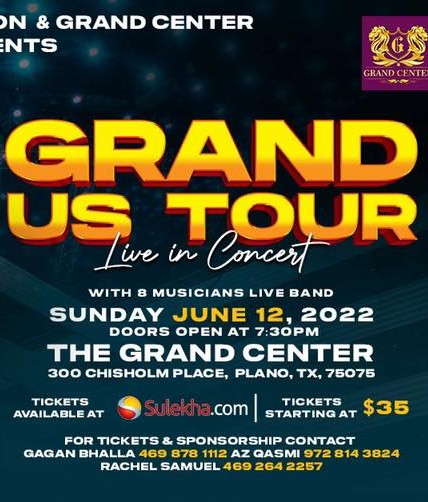 ON & GRAND CENTER
ENTS
G
GRAND CENTE
GRAND
US TOUR
Live in Concert
WITH 8 MUSICIANS LIVE BAND
SUNDAY JUNE 12, 2022
DOORS OPEN AT 7:30PM
THE GRAND CENTER
300 CHISHOLM PLACE, PLANO, TX, 75075
TICKETS
AVAILABLE AT
Sulekha.com
TICKETS
STARTING AT $35
FOR TICKETS & SPONSORSHIP CONTACT
GAGAN BHALLA 469 878 1112 AZ QASMI 972 814 3824
RACHEL SAMUEL 469 264 2257